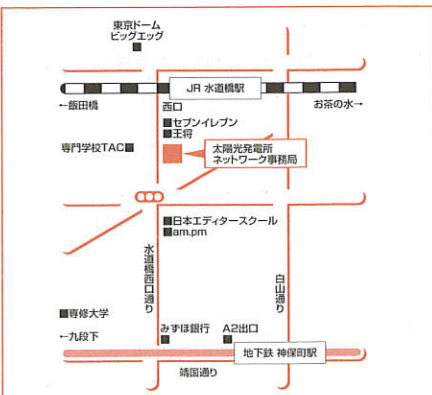 東京ドーム
ビッグエッグ
JR 水道橋駅
←飯田橋
西口
お茶の水→
セブンイレブン
王将
専門学校TAC
太陽光発電所
ネットワーク事務局
日本エディタースクール
am.pm
水道橋西口通り
白山通り
専修大学
←九段下
みずほ銀行
A2出口
地下鉄 神保町駅
靖国通り